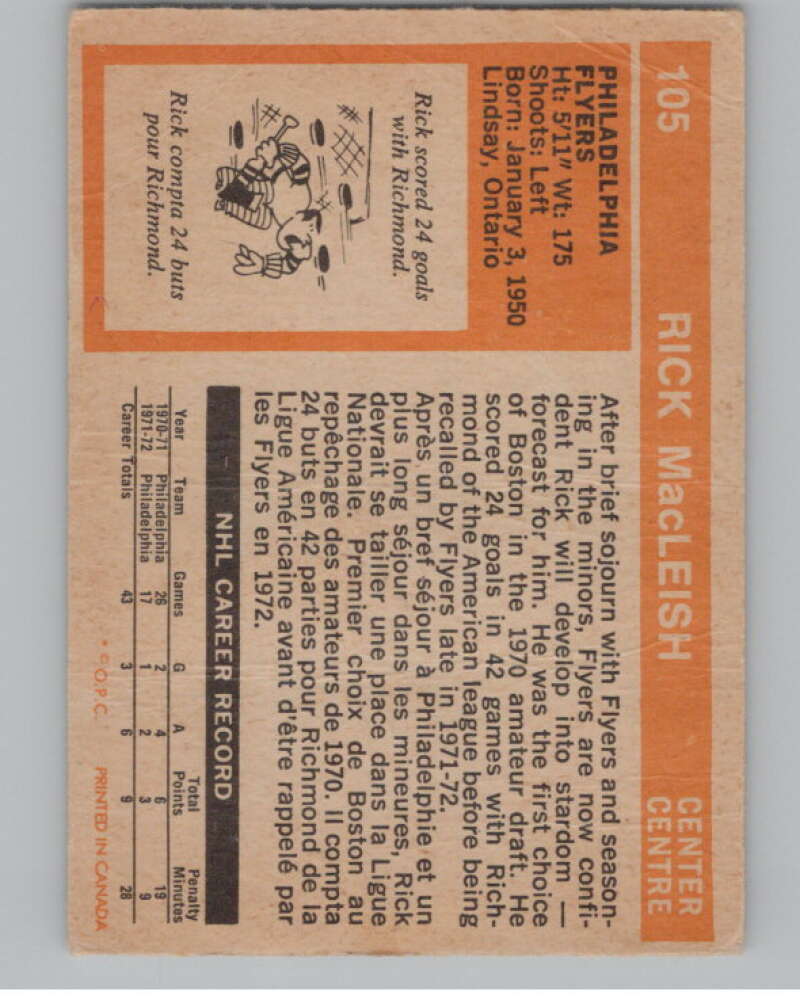 105 RICK MacLEISH CENTER
CENTRE
PHILADELPHIA
FLYERS
Ht: 5'11" Wt: 175
Shoots: Left
Born: January 3, 1950
Lindsay, Ontario
Rick scored 24 goals
with Richmond.
Rick compta 24 buts
pour Richmond.
After brief sojourn with Flyers and season-
ing in the minors, Flyers are now confi-
dent Rick will develop into stardom —
forecast for him. He was the first choice
of Boston in the 1970 amateur draft. He
scored 24 goals in 42 games with Rich-
mond of the American league before being
recalled by Flyers late in 1971-72.
Après un bref séjour à Philadelphie et un
plus long séjour dans les mineures, Rick
devrait se tailler une place dans la Ligue
Nationale. Premier choix de Boston au
repêchage des amateurs de 1970. Il compta
24 buts en 42 parties pour Richmond de la
Ligue Américaine avant d'être rappelé par
les Flyers en 1972.
NHL CAREER RECORD
Year Team Games G A Total Points Penalty Minutes
1970-71 Philadelphia 26 2 4 6 19
1971-72 Philadelphia 17 1 2 3 9
Career Totals 43 3 6 9 28
* © O.P.C. PRINTED IN CANADA